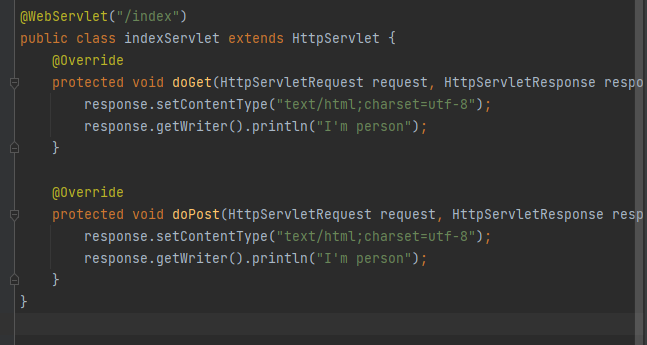 @WebServlet("/index")
public class indexServlet extends HttpServlet {
    @Override
    protected void doGet(HttpServletRequest request, HttpServletResponse respo
        response.setContentType("text/html;charset=utf-8");
        response.getWriter().println("I'm person");
    }
    @Override
    protected void doPost(HttpServletRequest request, HttpServletResponse resp
        response.setContentType("text/html;charset=utf-8");
        response.getWriter().println("I'm person");
    }
}